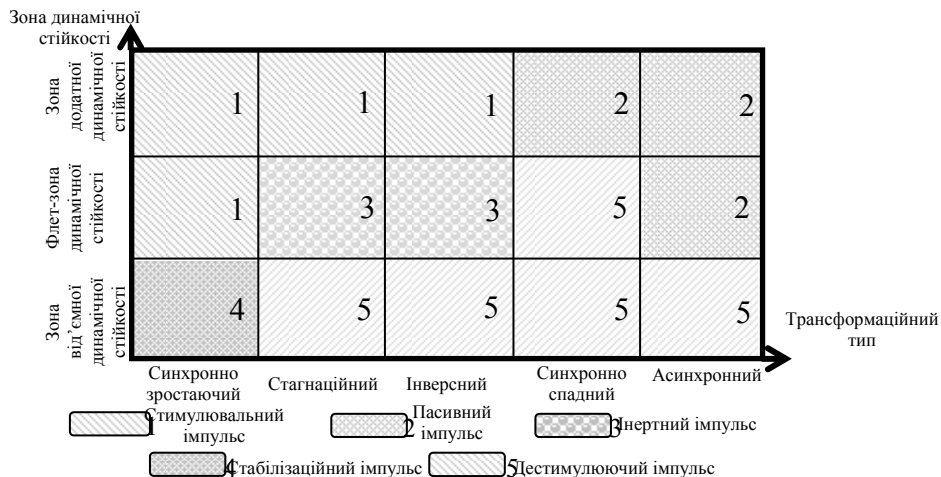 Зона динамічної
стійкості
Зона
додатної
динамічної
стійкості
1 1 1 2 2
Флет-зона
динамічної
стійкості
1 3 3 5 2
Зона
від’ємної
динамічної
стійкості
4 5 5 5 5
Трансформаційний
тип
Синхронно
зростаючий
Стагнаційний
Інверсний
Синхронно
спадний
Асинхронний
1
Стимулювальний
імпульс
2
Пасивний
імпульс
3
Інертний імпульс
4
Стабілізаційний імпульс
5
Дестимулюючий імпульс